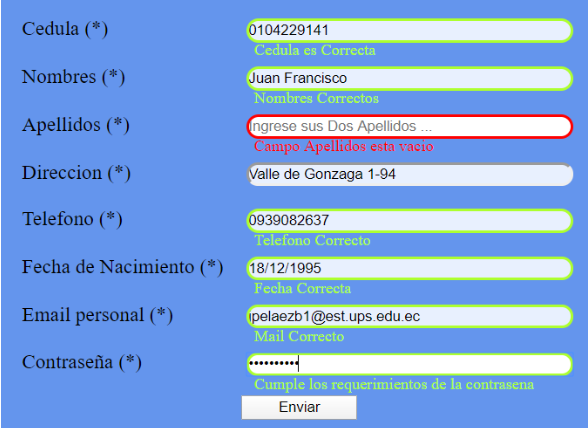 Cedula (*) 0104229141
Cedula es Correcta
Nombres (*) Juan Francisco
Nombres Correctos
Apellidos (*) Ingrese sus Dos Apellidos ...
Campo Apellidos esta vacio
Direccion (*) Valle de Gonzaga 1-94
Telefono (*) 0939082637
Telefono Correcto
Fecha de Nacimiento (*) 18/12/1995
Fecha Correcta
Email personal (*) jpelaezb1@est.ups.edu.ec
Mail Correcto
Contraseña (*) ••••••••••
Cumple los requerimientos de la contrasena
Enviar